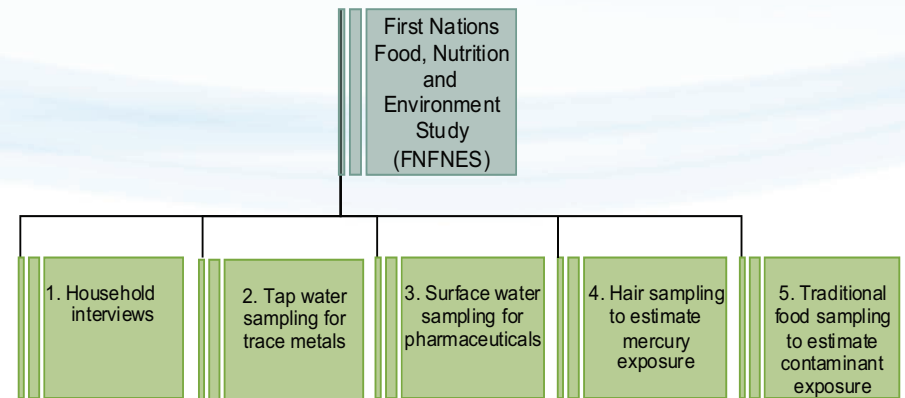 First Nations
Food, Nutrition
and
Environment
Study
(FNFNES)
1. Household
interviews
2. Tap water
sampling for
trace metals
3. Surface water
sampling for
pharmaceuticals
4. Hair sampling
to estimate
mercury
exposure
5. Traditional
food sampling
to estimate
contaminant
exposure